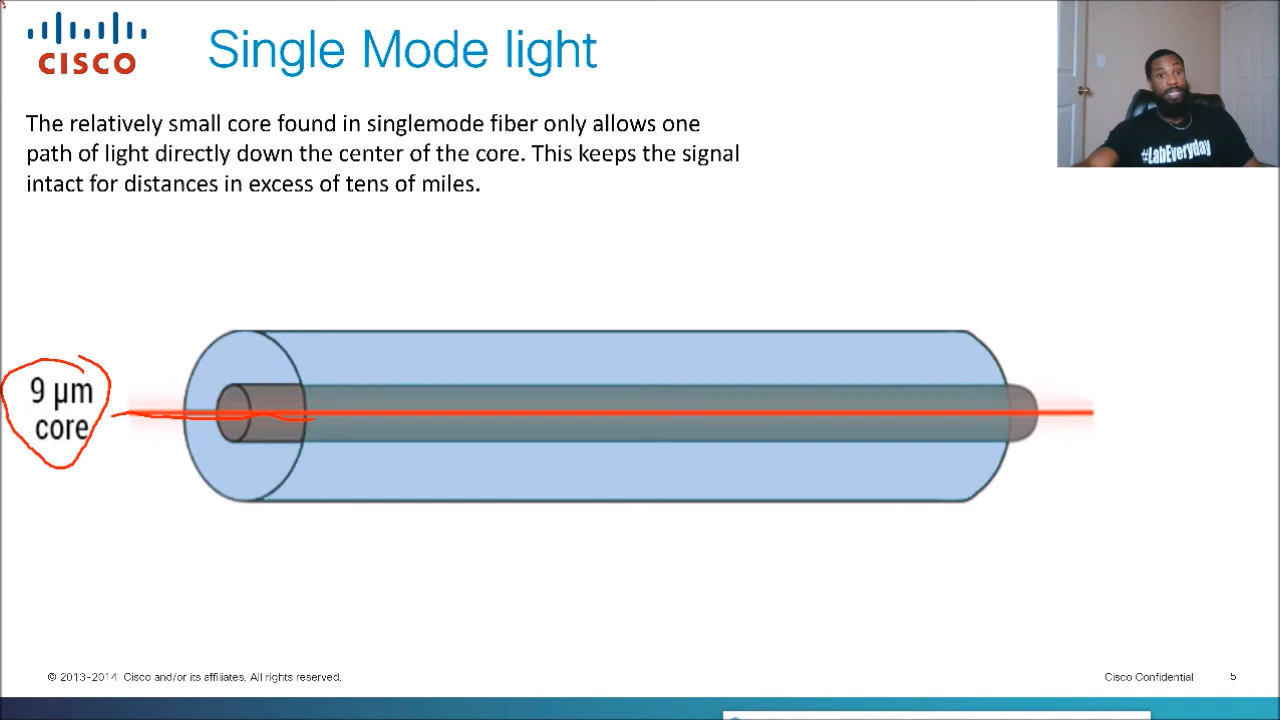 CISCO
Single Mode light
The relatively small core found in singlemode fiber only allows one
path of light directly down the center of the core. This keeps the signal
intact for distances in excess of tens of miles.
#LabEveryday
9 µm
core
© 2013-2014 Cisco and/or its affiliates. All rights reserved.
Cisco Confidential
5